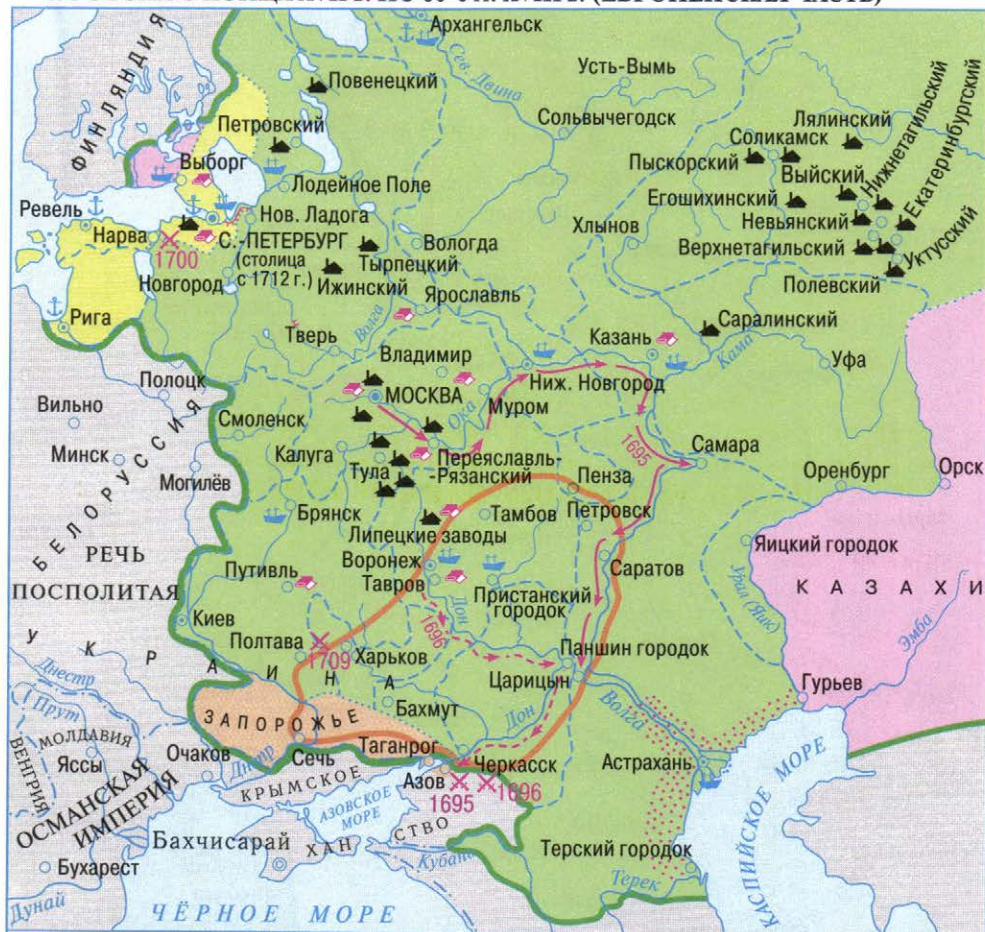 (ЕВРОПЕЙСКАЯ ЧАСТЬ)
ФИНЛЯНДИЯ
Архангельск
Сев. Двина
Повенецкий
Усть-Вымь
Сольвычегодск
Петровский
Выборг
Лодейное Поле
Лялинский
Соликамск
Пыскорский
Выйский
Нижнетагильский
Екатеринбургский
Егошихинский
Невьянский
Верхнетагильский
Уктусский
Полевский
Ревель
Нарва
1700
Нов. Ладога
С.-ПЕТЕРБУРГ
(столица
с 1712 г.)
Новгород
Вологда
Тырпецкий
Ижинский
Хлынов
Рига
Ярославль
Тверь
Волга
Казань
Саралинский
Кама
Уфа
Владимир
МОСКВА
Ока
Муром
Ниж. Новгород
Полоцк
Вильно
Смоленск
Минск
БЕЛОРУССИЯ
Могилёв
Калуга
Тула
Переяславль-
-Рязанский
1695
Самара
Пенза
Оренбург
Орск
Брянск
Тамбов
Петровск
Липецкие заводы
РЕЧЬ
ПОСПОЛИТАЯ
Воронеж
Тавров
Саратов
Яицкий городок
Путивль
Дон
Пристанский
городок
Урал (Яик)
КАЗАХИ
Эмба
Киев
1696
Полтава
1709
Харьков
Паншин городок
УКРАИНА
Царицын
Гурьев
Днестр
Прут
Бахмут
Дон
Волга
ЗАПОРОЖЬЕ
МОЛДАВИЯ
ВЕНГРИЯ
Яссы
Очаков
Днепр
Сечь
Таганрог
Черкасск
Азов
1695
1696
Астрахань
КРЫМСКОЕ
ХАНСТВО
АЗОВСКОЕ
МОРЕ
ОСМАНСКАЯ
ИМПЕРИЯ
Бахчисарай
Бухарест
Кубань
Терский городок
Терек
Дунай
ЧЁРНОЕ МОРЕ
КАСПИЙСКОЕ МОРЕ